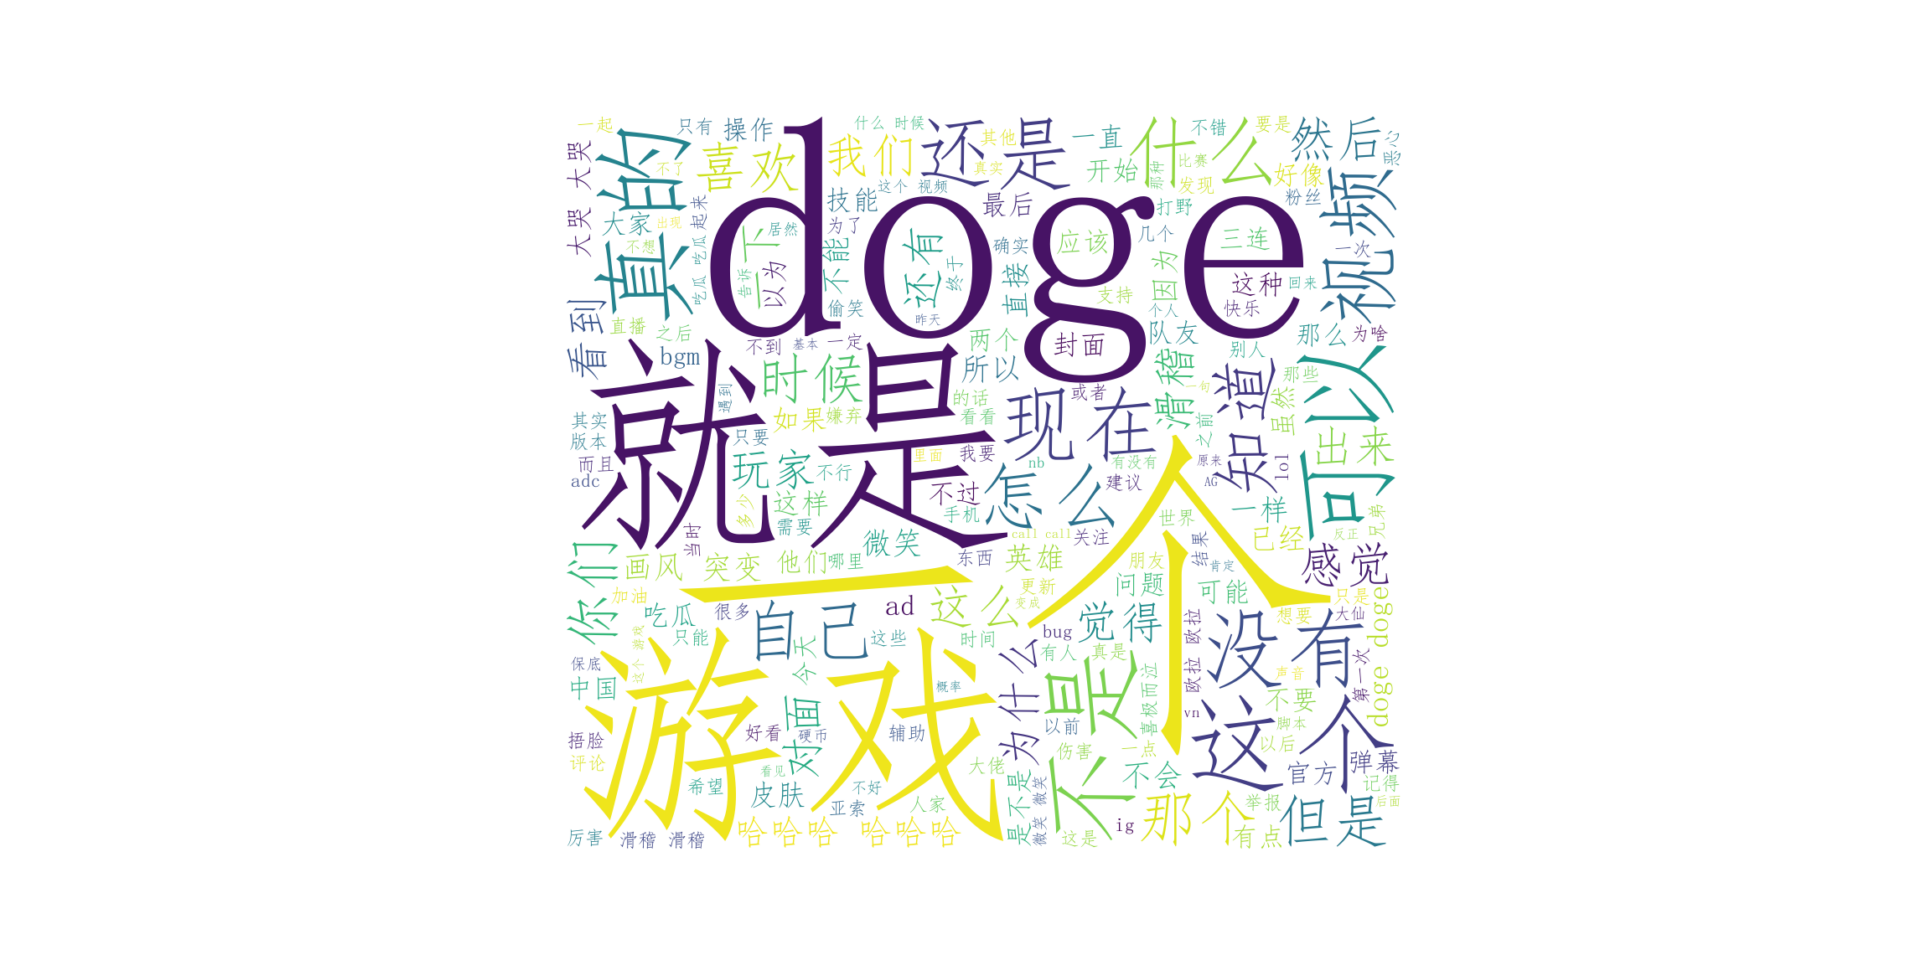 doge
就是
一个
游戏
真的
喜欢
我们
还是
什么
然后
视频
可以
现在
怎么
知道
没有
这个
不是
自己
觉得
感觉
但是
那个
时候
你们
看到
还有
一下
为什么
对面
这么
玩家
出来
滑稽
哈哈哈 哈哈哈
一起
只有
操作
什么 时候
其他
一直
不错
要是
恶心
大哭 大哭
不了
真实
比赛
那种
开始
发现
好像
粉丝
技能
这个 视频
最后
打野
几个
大家
起来
出现
不想
吃瓜 吃瓜
居然
为了
告诉
以为
不能
确实
终于
应该
因为
三连
一次
这种
回来
直接
支持
个人
快乐
偷笑
昨天
直播
之后
bgm
不到
基本
一定
两个
封面
队友
别人
那么
为啥
所以
遇到
或者
一句
那些
虽然
其实
版本
如果
嫌弃
的话
看看
之前
只要
而且
adc
不行
里面
我要
nb
有没有
原来
AG
建议
lol
不过
多少
这样
手机
需要
一样
世界
兄弟
当时
微笑
call call
关注
结果
已经
反正
画风
突变
他们
哪里
东西
英雄
朋友
肯定
问题
可能
更新
变成
只是
加油
吃瓜
很多
ad
想要
大仙
doge doge
只能
这些
时间
bug
有人
真是
欧拉 欧拉
今天
保底
这个 游戏
中国
概率
喜极而泣
声音
第一次
不要
vn
脚本
以前
捂脸
好看
硬币
辅助
伤害
一点
以后
弹幕
评论
看见
大佬
不会
官方
希望
皮肤
不好
亚索
人家
是不是
微笑 微笑
记得
后面
举报
厉害
滑稽 滑稽
ig
这是
有点